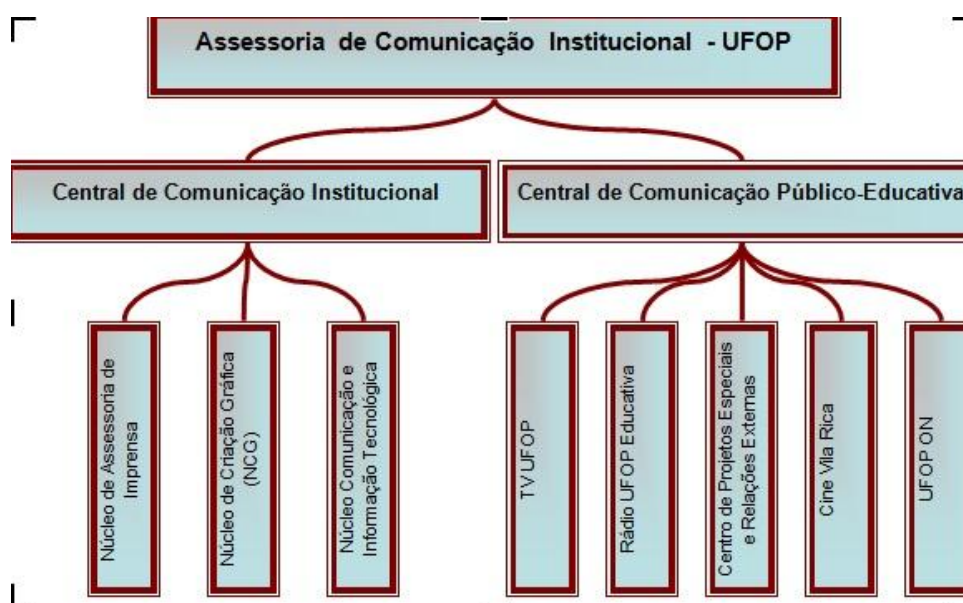 Assessoria de Comunicação Institucional - UFOP
Central de Comunicação Institucional
Central de Comunicação Público-Educativa
Núcleo de Assessoria de
Imprensa
Núcleo de Criação Gráfica
(NCG)
Núcleo Comunicação e
Informação Tecnológica
TV UFOP
Rádio UFOP Educativa
Centro de Projetos Especiais
e Relações Externas
Cine Vila Rica
UFOP ON